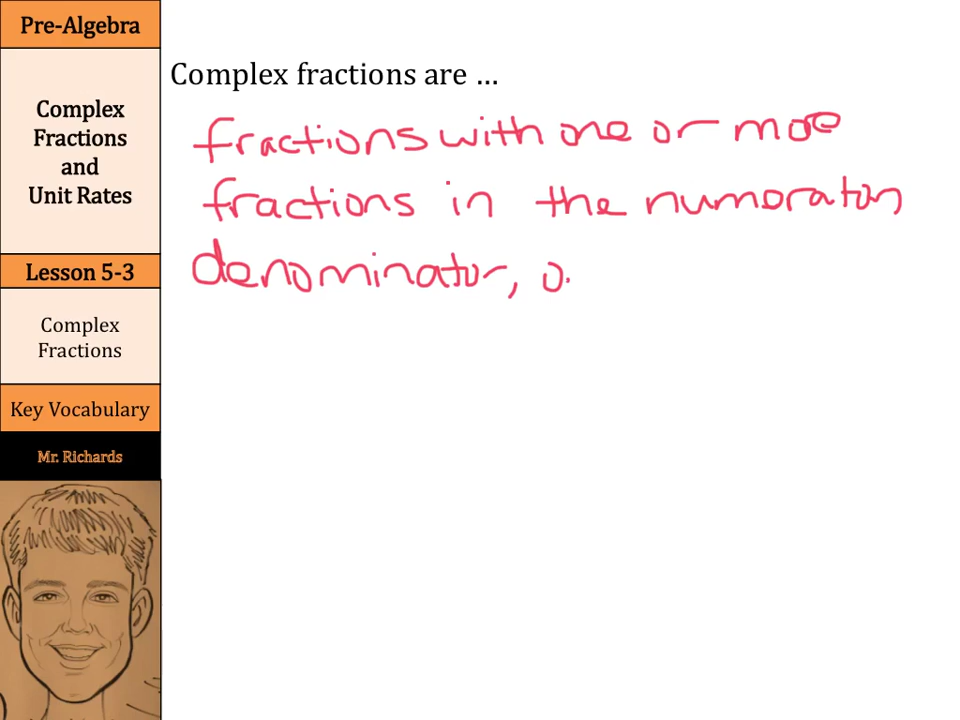 Pre-Algebra
Complex
Fractions
and
Unit Rates
Lesson 5-3
Complex
Fractions
Key Vocabulary
Mr. Richards
Complex fractions are …
fractions with one or more
fractions in the numerator,
denominator, o